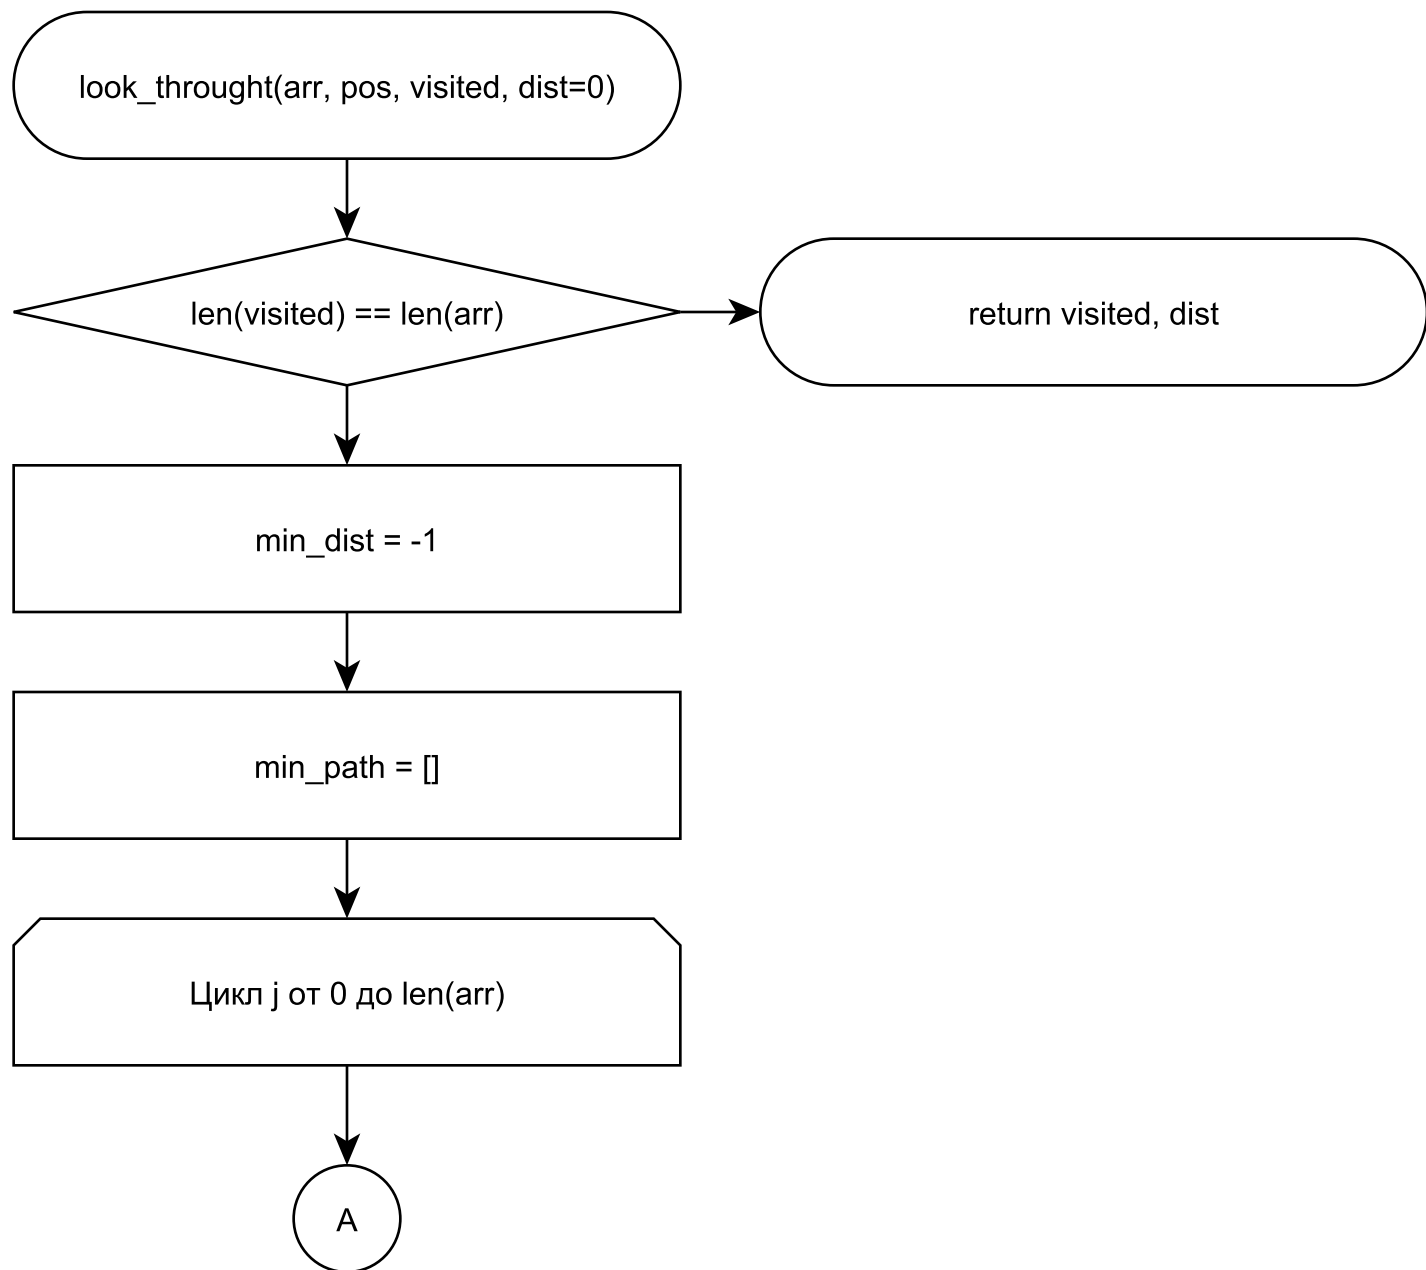 look_throught(arr, pos, visited, dist=0)
len(visited) == len(arr)
return visited, dist
min_dist = -1
min_path = []
Цикл j от 0 до len(arr)
A